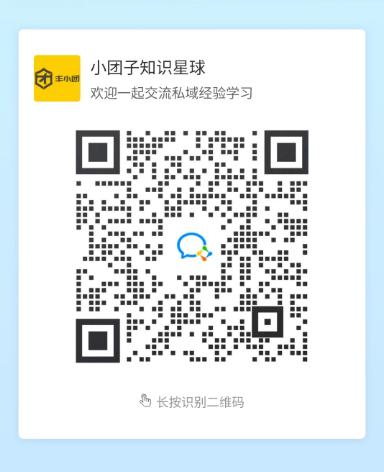 小团子知识星球
丰小团
欢迎一起交流私域经验学习
长按识别二维码